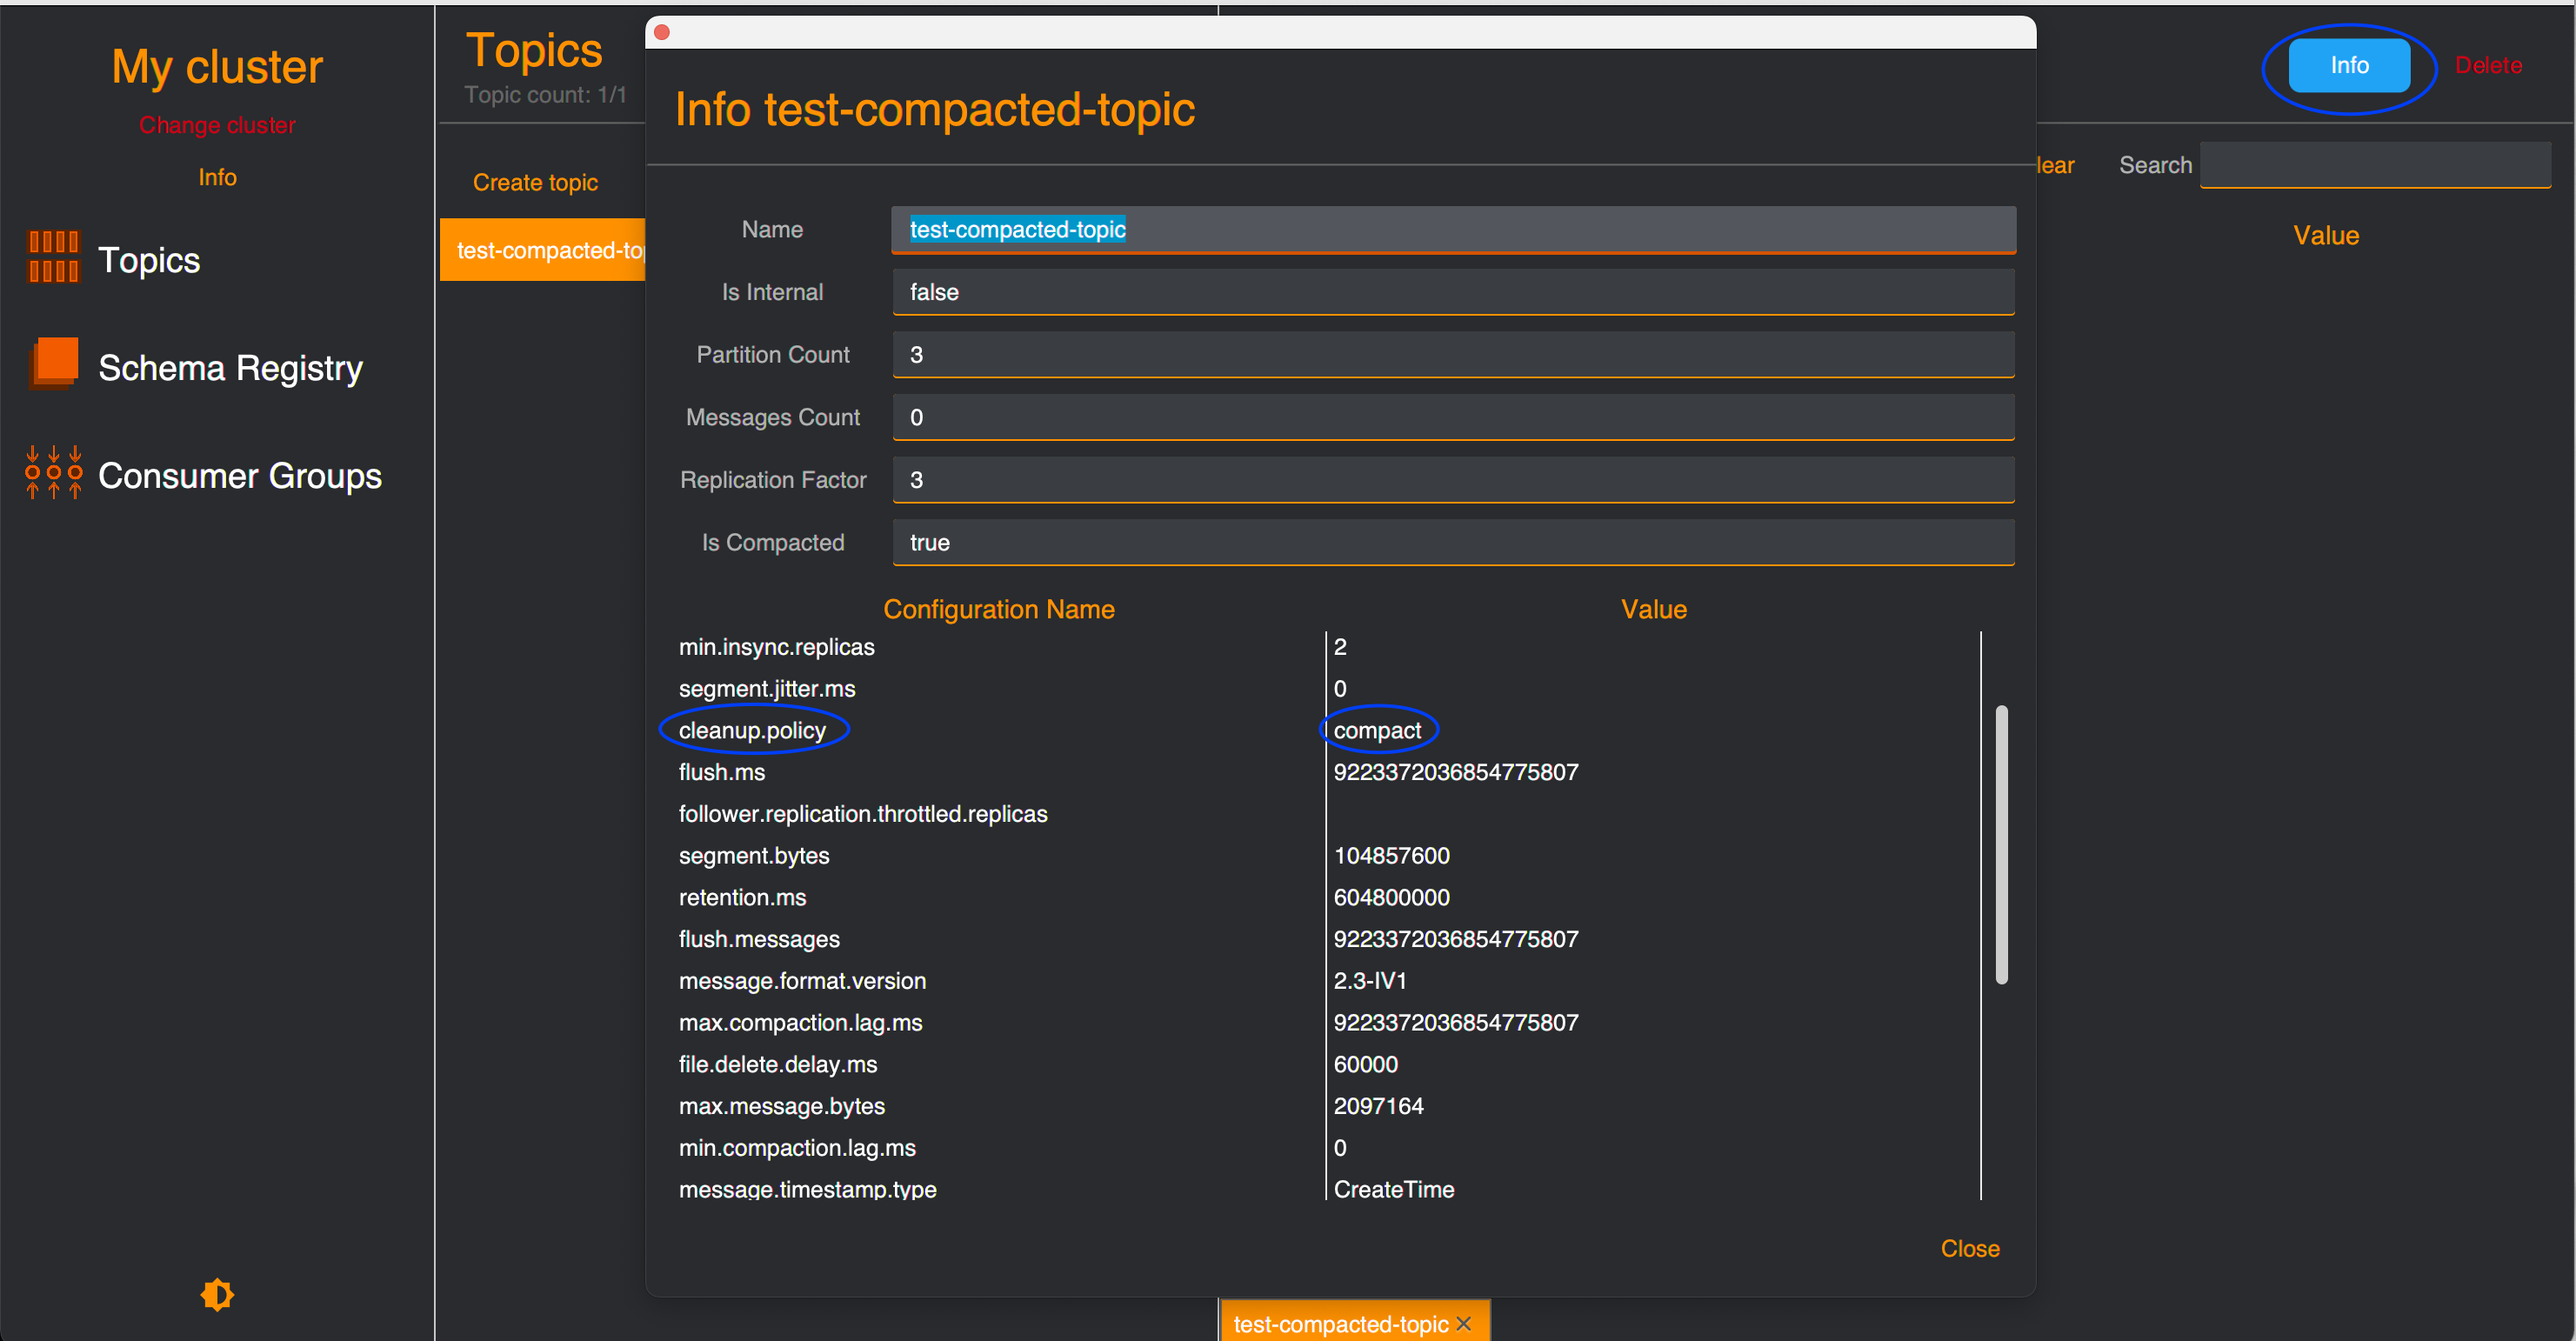 My cluster
Change cluster
Info
Topics
Schema Registry
Consumer Groups
Topics
Topic count: 1/1
Create topic
test-compacted-to
Info test-compacted-topic
Name test-compacted-topic
Is Internal false
Partition Count 3
Messages Count 0
Replication Factor 3
Is Compacted true
Configuration Name Value
min.insync.replicas 2
segment.jitter.ms 0
cleanup.policy compact
flush.ms 9223372036854775807
follower.replication.throttled.replicas
segment.bytes 104857600
retention.ms 604800000
flush.messages 9223372036854775807
message.format.version 2.3-IV1
max.compaction.lag.ms 9223372036854775807
file.delete.delay.ms 60000
max.message.bytes 2097164
min.compaction.lag.ms 0
message.timestamp.type CreateTime
Close
Info Delete
lear Search
Value
test-compacted-topic